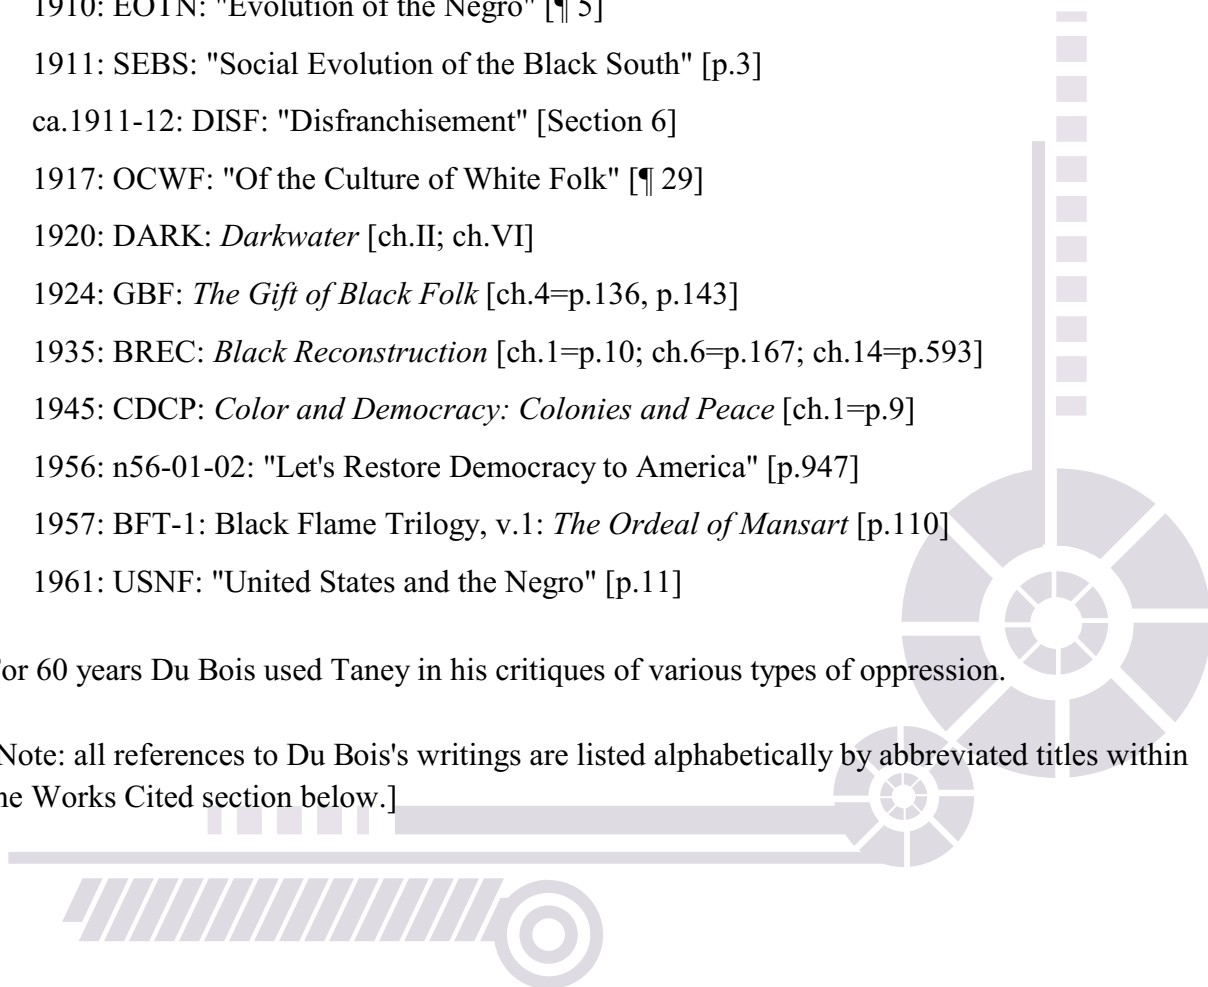 1910: EOTN: "Evolution of the Negro" [¶ 5]
1911: SEBS: "Social Evolution of the Black South" [p.3]
ca.1911-12: DISF: "Disfranchisement" [Section 6]
1917: OCWF: "Of the Culture of White Folk" [¶ 29]
1920: DARK: Darkwater [ch.II; ch.VI]
1924: GBF: The Gift of Black Folk [ch.4=p.136, p.143]
1935: BREC: Black Reconstruction [ch.1=p.10; ch.6=p.167; ch.14=p.593]
1945: CDCP: Color and Democracy: Colonies and Peace [ch.1=p.9]
1956: n56-01-02: "Let's Restore Democracy to America" [p.947]
1957: BFT-1: Black Flame Trilogy, v.1: The Ordeal of Mansart [p.110]
1961: USNF: "United States and the Negro" [p.11]
or 60 years Du Bois used Taney in his critiques of various types of oppression.
Note: all references to Du Bois's writings are listed alphabetically by abbreviated titles within
he Works Cited section below.]